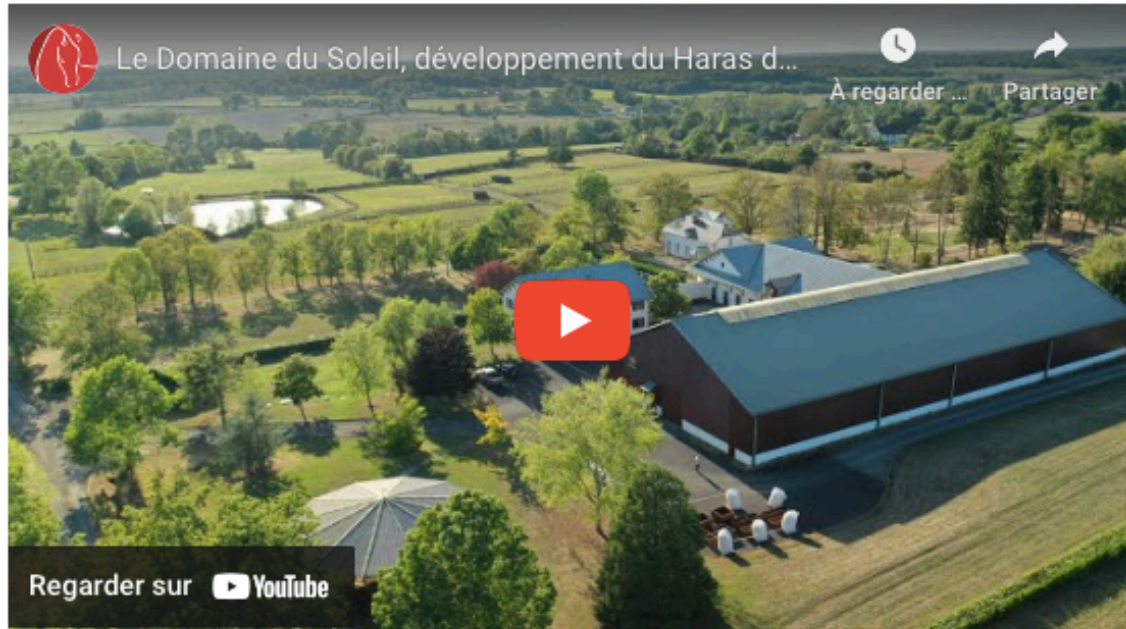 Le Domaine du Soleil, développement du Haras d...
À regarder ...
Partager
Regarder sur YouTube